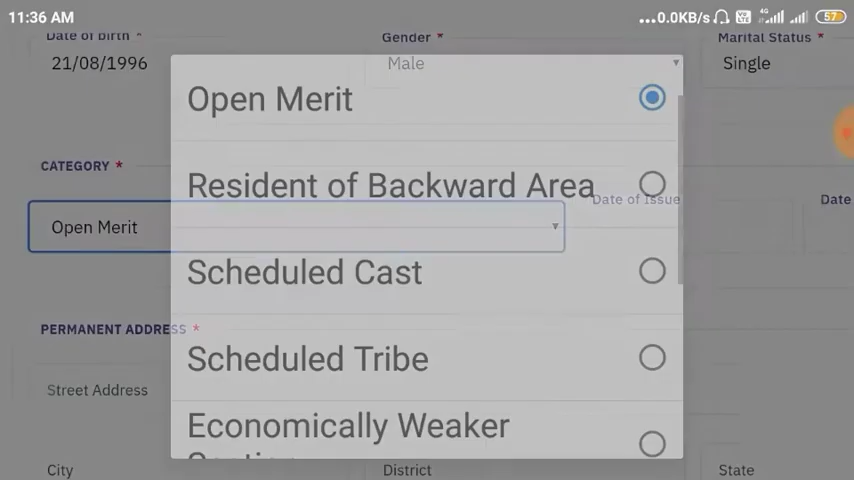 11:36 AM
...0.0KB/s 4G 57
Date of birth * Gender * Marital Status *
21/08/1996 Male Single
Open Merit
CATEGORY *
Resident of Backward Area
Date of Issue Date
Open Merit
Scheduled Cast
PERMANENT ADDRESS *
Scheduled Tribe
Street Address
Economically Weaker
City District State